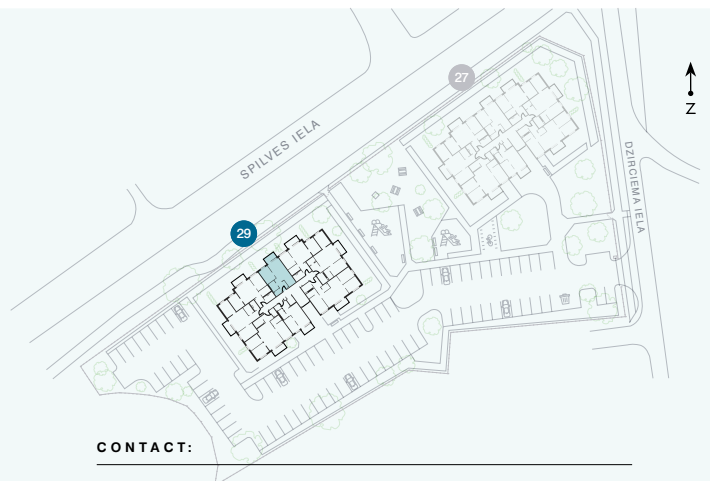 27
Z
SPILVES IELA
DZIRCIEMA IELA
29
CONTACT: